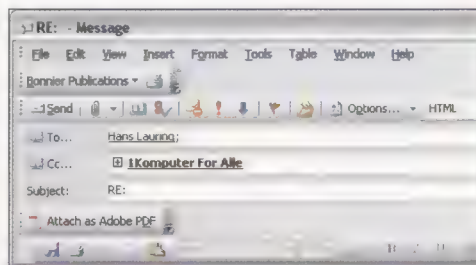 RE: - Message
File Edit View Insert Format Tools Table Window Help
Bonnier Publications
Send Options... HTML
To... Hans Lauring;
Cc... Komputer For Alle
Subject: RE:
Attach as Adobe PDF